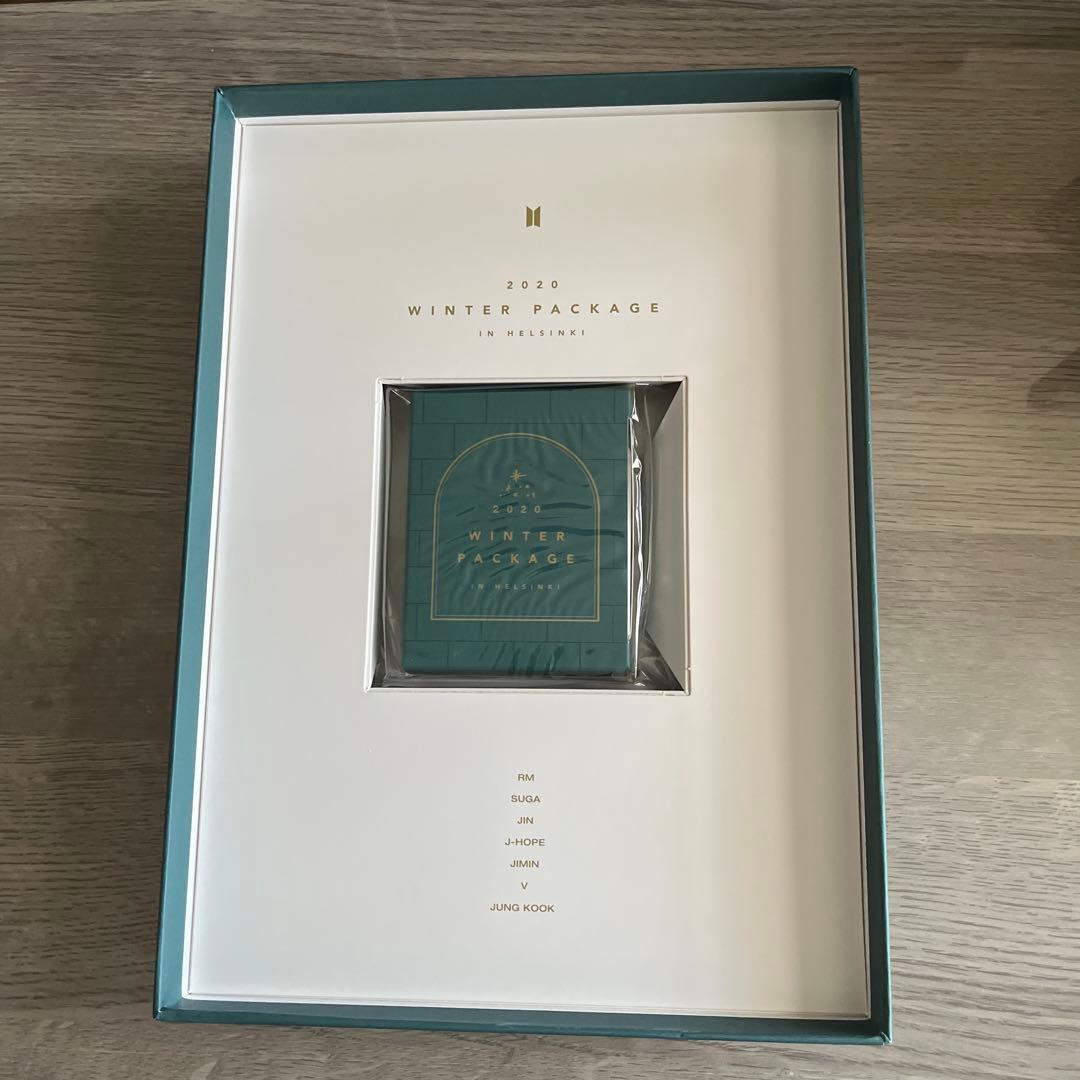 2020
WINTER PACKAGE
IN HELSINKI
2020
WINTER
PACKAGE
IN HELSINKI
RM
SUGA
JIN
J-HOPE
JIMIN
V
JUNG KOOK